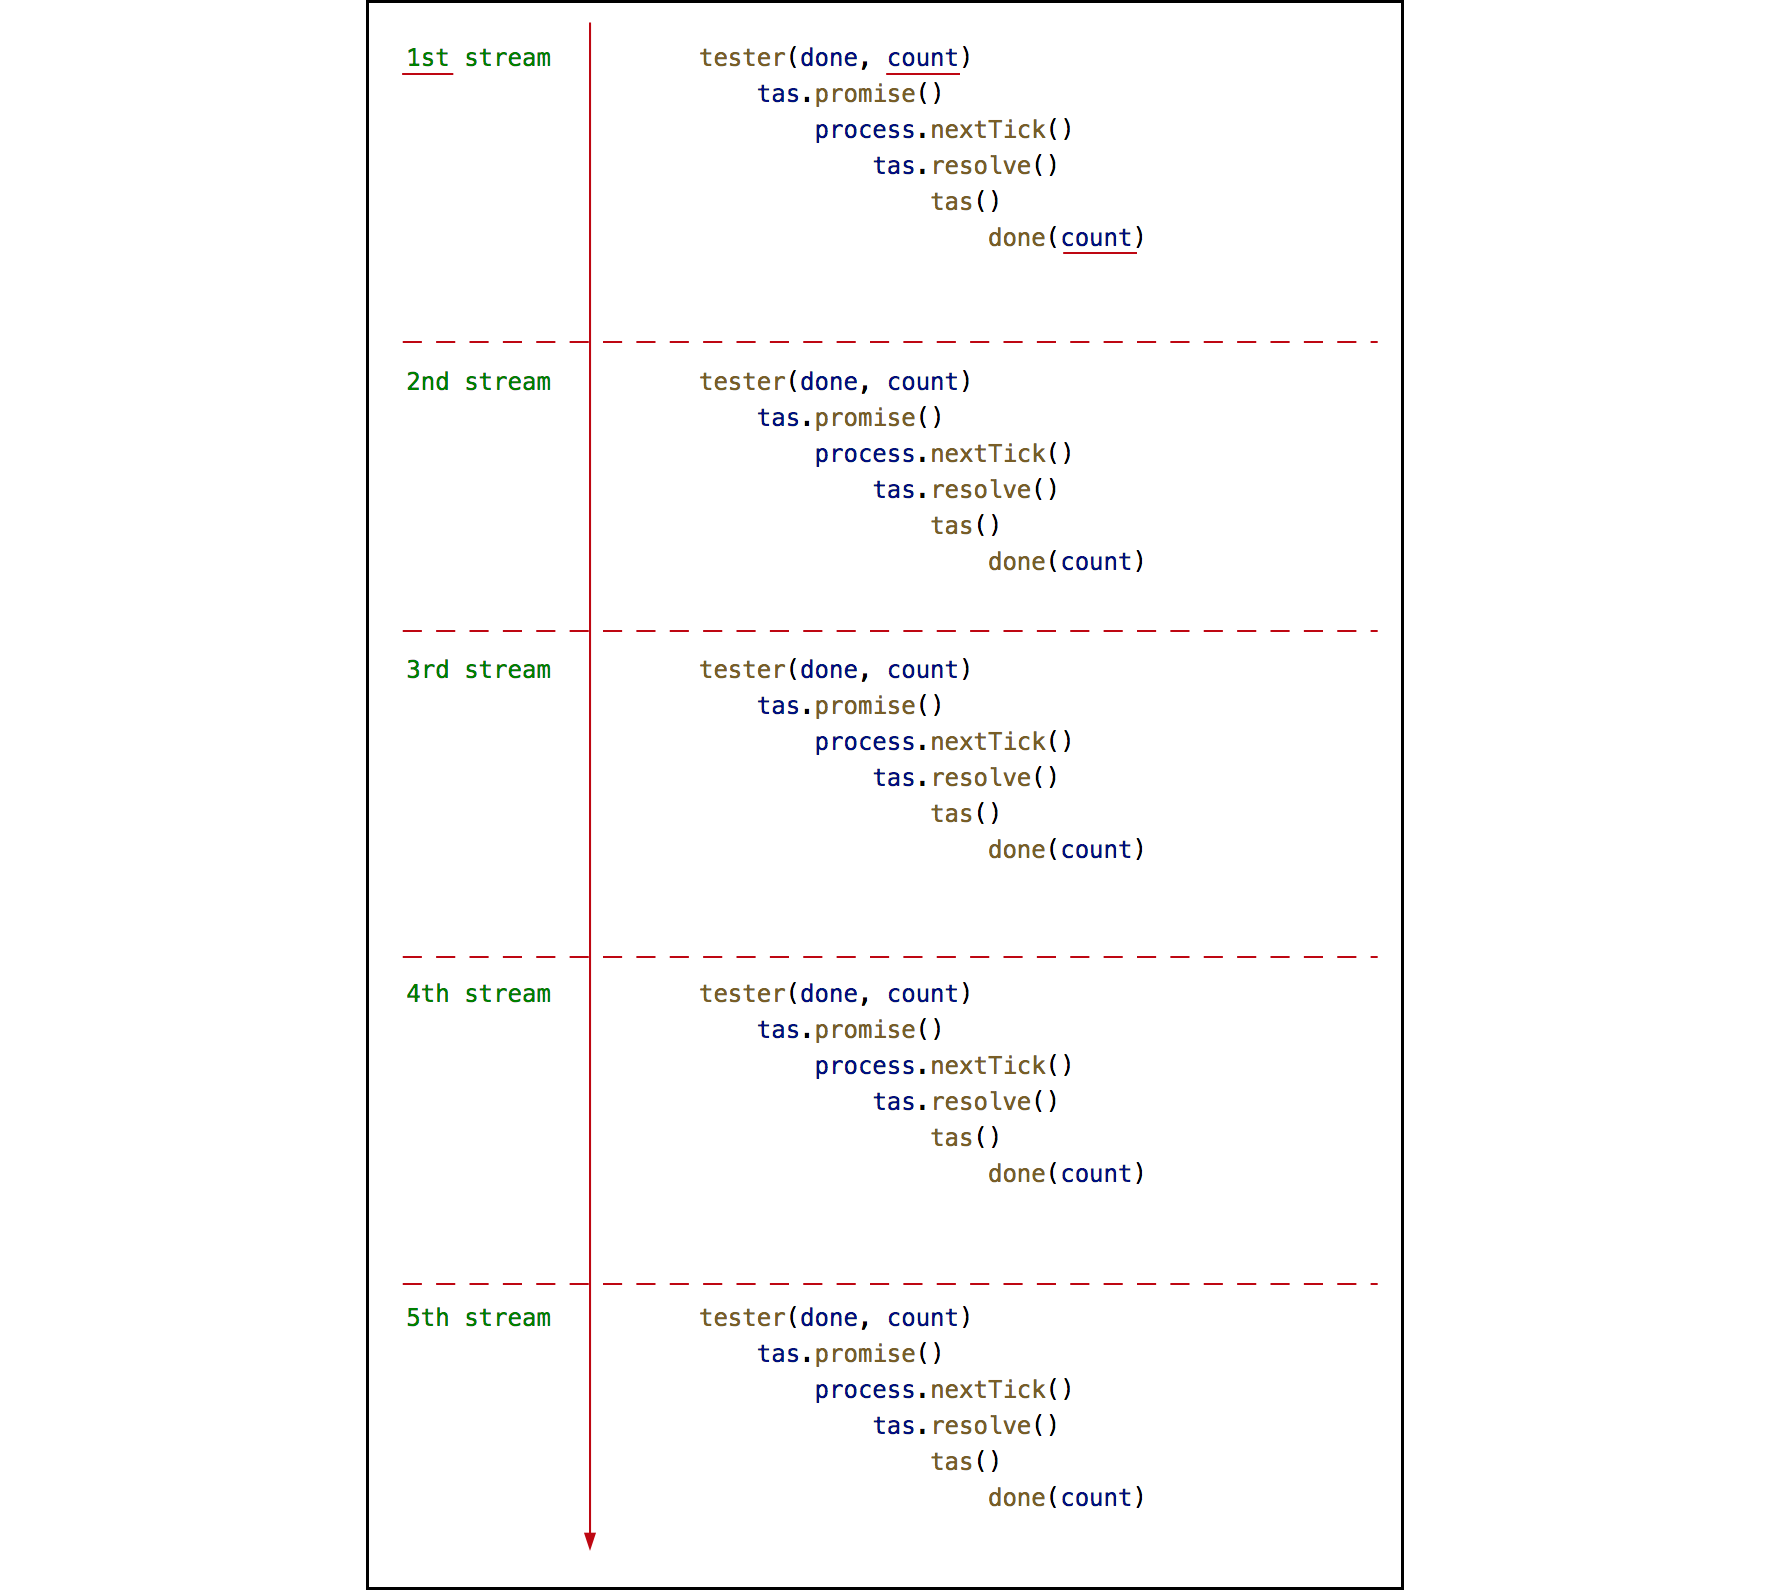 1st stream tester(done, count)
tas.promise()
process.nextTick()
tas.resolve()
tas()
done(count)
2nd stream tester(done, count)
tas.promise()
process.nextTick()
tas.resolve()
tas()
done(count)
3rd stream tester(done, count)
tas.promise()
process.nextTick()
tas.resolve()
tas()
done(count)
4th stream tester(done, count)
tas.promise()
process.nextTick()
tas.resolve()
tas()
done(count)
5th stream tester(done, count)
tas.promise()
process.nextTick()
tas.resolve()
tas()
done(count)